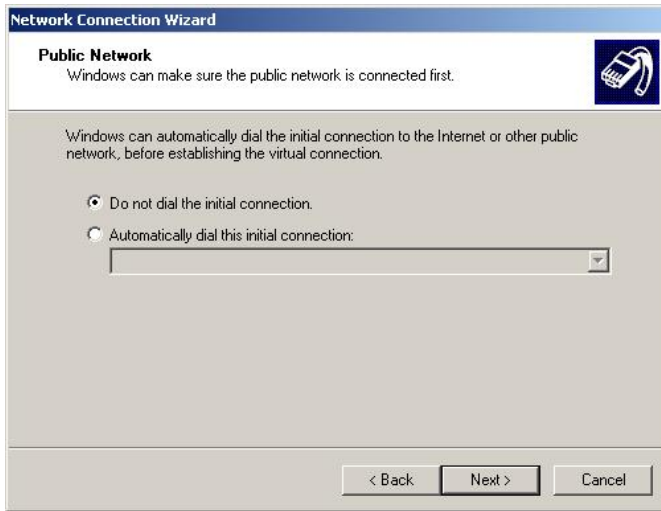 Network Connection Wizard
Public Network
Windows can make sure the public network is connected first.
Windows can automatically dial the initial connection to the Internet or other public
network, before establishing the virtual connection.
Do not dial the initial connection.
Automatically dial this initial connection:
< Back Next > Cancel